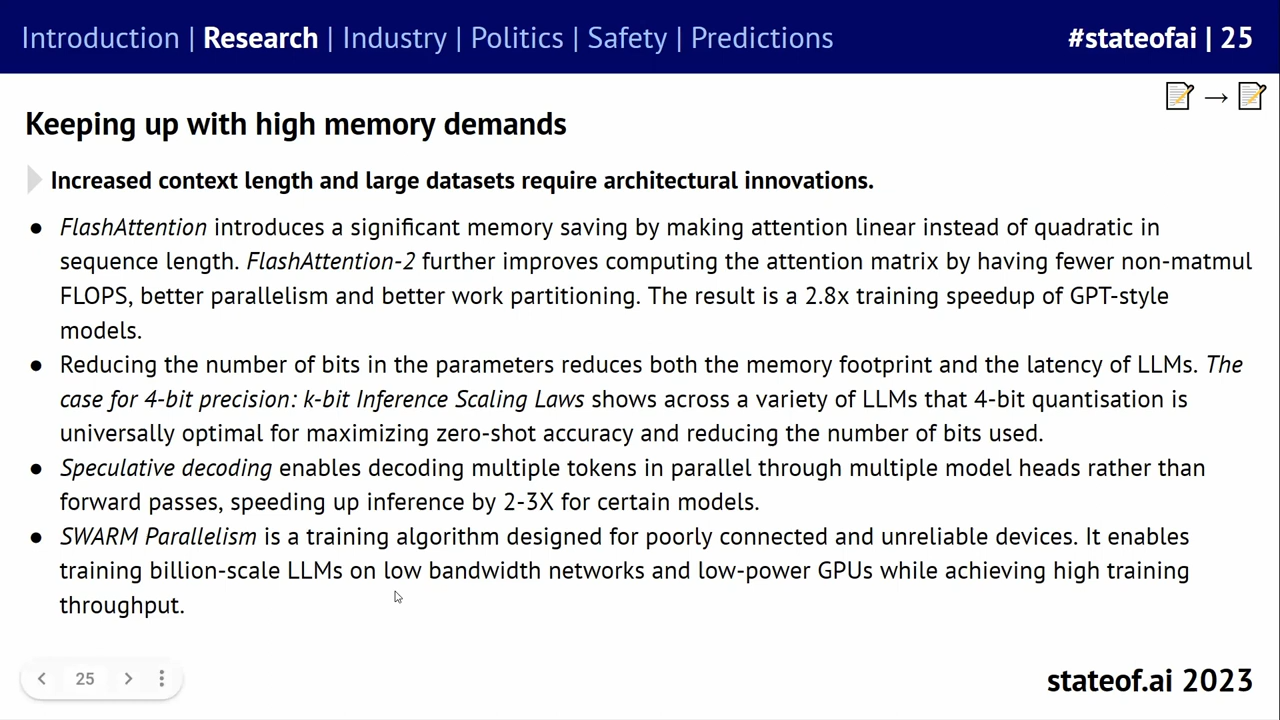 Introduction | Research | Industry | Politics | Safety | Predictions
#stateofai | 25
→
Keeping up with high memory demands
Increased context length and large datasets require architectural innovations.
● FlashAttention introduces a significant memory saving by making attention linear instead of quadratic in
sequence length. FlashAttention-2 further improves computing the attention matrix by having fewer non-matmul
FLOPS, better parallelism and better work partitioning. The result is a 2.8x training speedup of GPT-style
models.
● Reducing the number of bits in the parameters reduces both the memory footprint and the latency of LLMs. The
case for 4-bit precision: k-bit Inference Scaling Laws shows across a variety of LLMs that 4-bit quantisation is
universally optimal for maximizing zero-shot accuracy and reducing the number of bits used.
● Speculative decoding enables decoding multiple tokens in parallel through multiple model heads rather than
forward passes, speeding up inference by 2-3X for certain models.
● SWARM Parallelism is a training algorithm designed for poorly connected and unreliable devices. It enables
training billion-scale LLMs on low bandwidth networks and low-power GPUs while achieving high training
throughput.
25
stateof.ai 2023